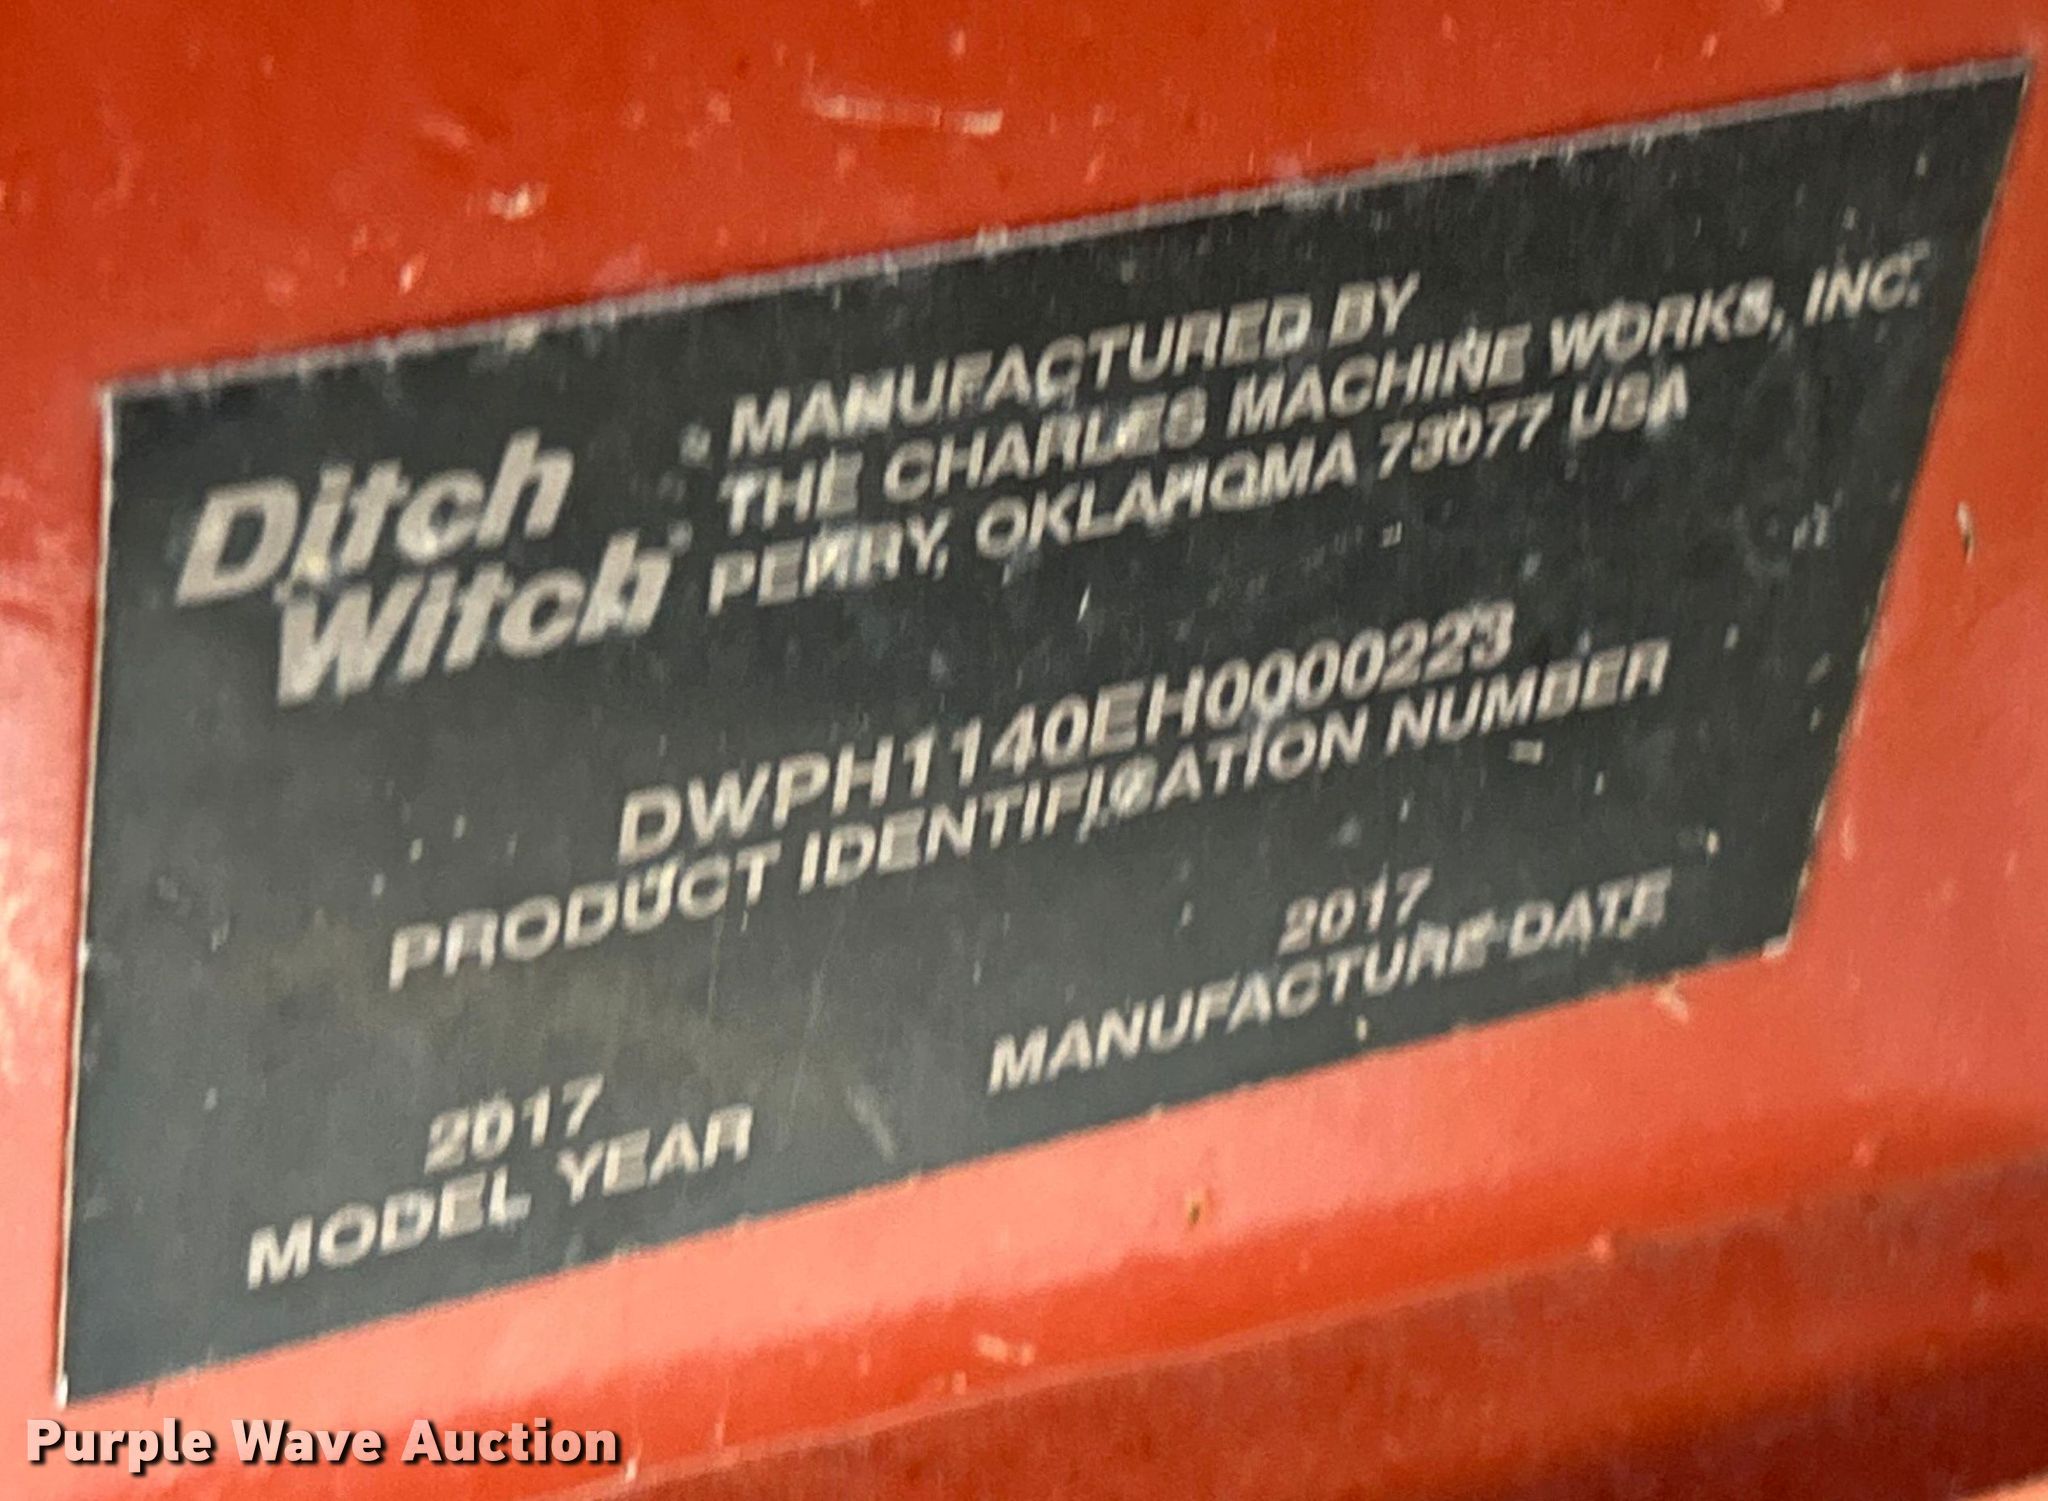 Ditch
Witch®
MANUFACTURED BY
THE CHARLES MACHINE WORKS, INC.
PERRY, OKLAHOMA 73077 USA
DWPH1140EH0000223
PRODUCT IDENTIFICATION NUMBER
2017
MODEL YEAR
2017
MANUFACTURE DATE
Purple Wave Auction